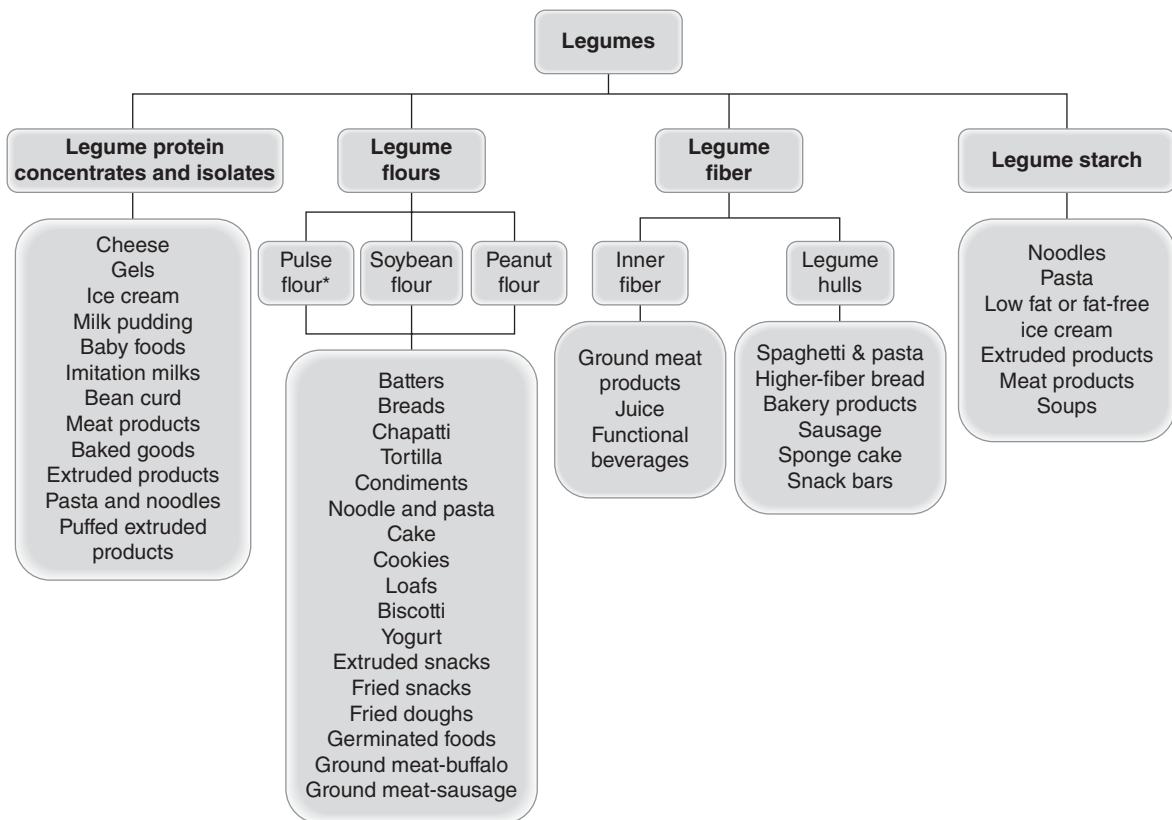 Legumes
Legume protein
concentrates and isolates
Cheese
Gels
Ice cream
Milk pudding
Baby foods
Imitation milks
Bean curd
Meat products
Baked goods
Extruded products
Pasta and noodles
Puffed extruded
products
Legume
flours
Pulse
flour*
Soybean
flour
Peanut
flour
Batters
Breads
Chapatti
Tortilla
Condiments
Noodle and pasta
Cake
Cookies
Loafs
Biscotti
Yogurt
Extruded snacks
Fried snacks
Fried doughs
Germinated foods
Ground meat-buffalo
Ground meat-sausage
Legume
fiber
Inner
fiber
Ground meat
products
Juice
Functional
beverages
Legume
hulls
Spaghetti & pasta
Higher-fiber bread
Bakery products
Sausage
Sponge cake
Snack bars
Legume starch
Noodles
Pasta
Low fat or fat-free
ice cream
Extruded products
Meat products
Soups